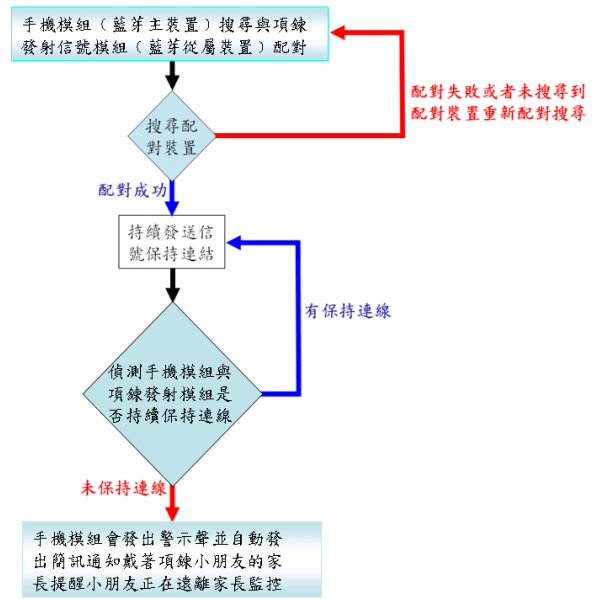 手機模組（藍芽主裝置）搜尋與項鍊
發射信號模組（藍芽從屬裝置）配對
配對失敗或者未搜尋到
配對裝置重新配對搜尋
搜尋配
對裝置
配對成功
持續發送信
號保持連結
有保持連線
偵測手機模組與
項鍊發射模組是
否持續保持連線
未保持連線
手機模組會發出警示聲並自動發
出簡訊通知戴著項鍊小朋友的家
長提醒小朋友正在遠離家長監控